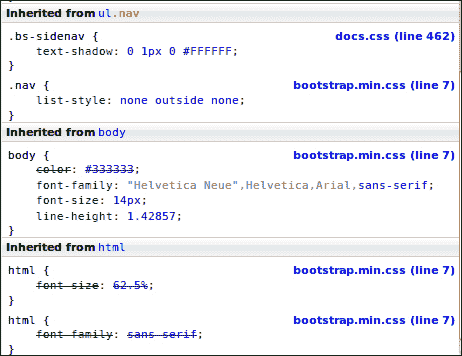 Inherited from ul.nav
.bs-sidenav { docs.css (line 462)
text-shadow: 0 1px 0 #FFFFFF;
}
.nav { bootstrap.min.css (line 7)
list-style: none outside none;
}
Inherited from body
body { bootstrap.min.css (line 7)
color: #333333;
font-family: "Helvetica Neue",Helvetica,Arial,sans-serif;
font-size: 14px;
line-height: 1.42857;
}
Inherited from html
html { bootstrap.min.css (line 7)
font-size: 62.5%;
}
html { bootstrap.min.css (line 7)
font-family: sans-serif;
}